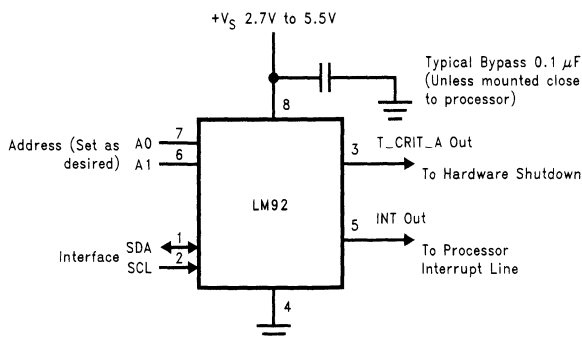 +VS 2.7V to 5.5V
Typical Bypass 0.1 μF
(Unless mounted close
to processor)
8
Address (Set as
desired)
A0 7
A1 6
3 T_CRIT_A Out
To Hardware Shutdown
LM92
5 INT Out
To Processor
Interrupt Line
Interface
SDA 1
SCL 2
4